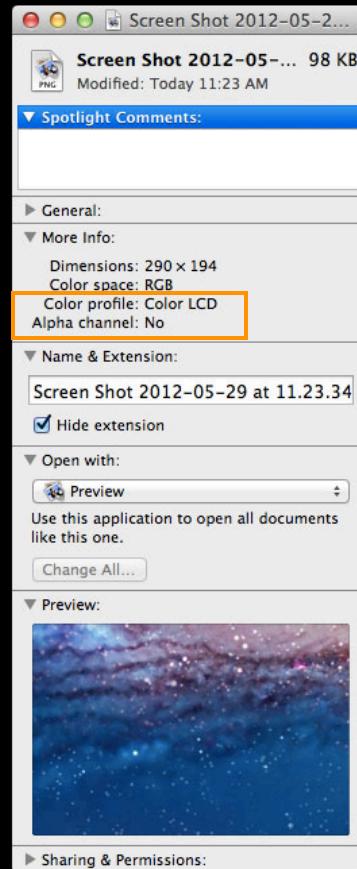 Screen Shot 2012-05-2...
PNG
Screen Shot 2012-05-... 98 KB
Modified: Today 11:23 AM
Spotlight Comments:
General:
More Info:
Dimensions: 290 × 194
Color space: RGB
Color profile: Color LCD
Alpha channel: No
Name & Extension:
Screen Shot 2012-05-29 at 11.23.34
Hide extension
Open with:
Preview
Use this application to open all documents
like this one.
Change All...
Preview:
Sharing & Permissions: